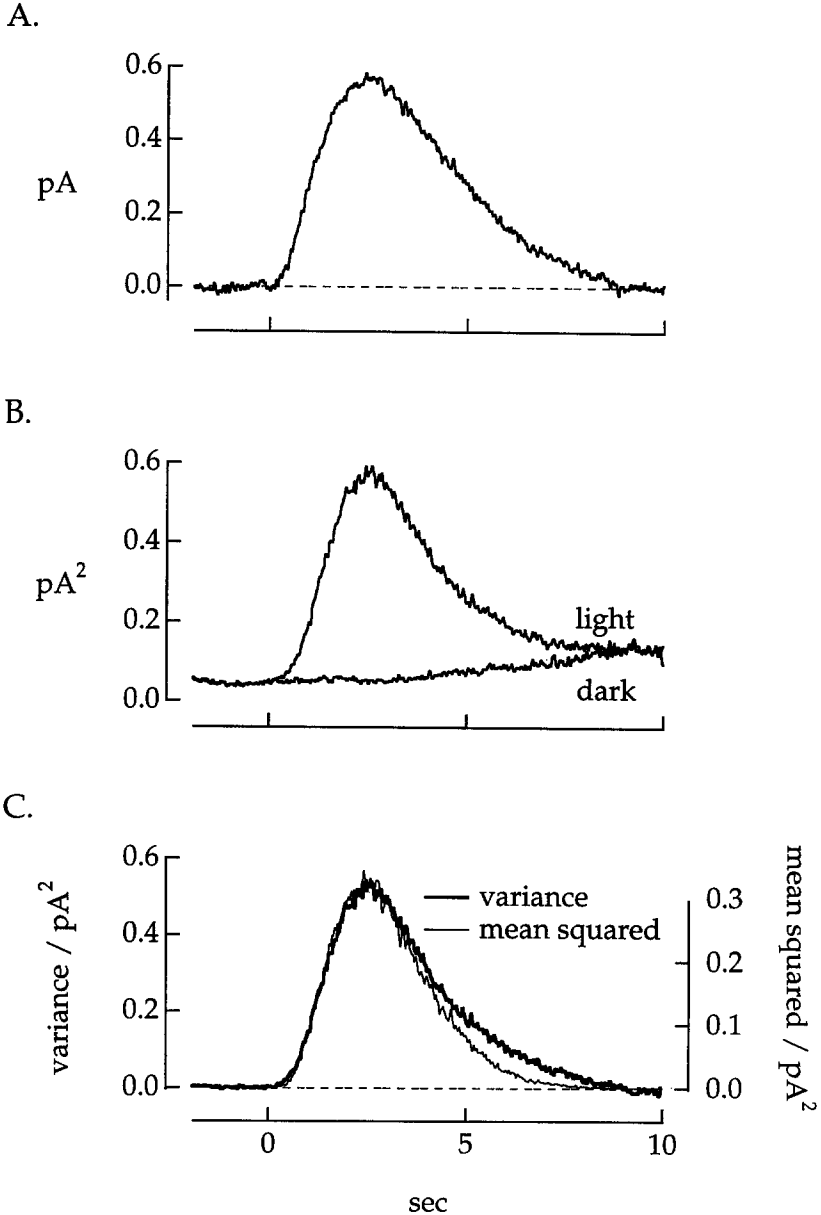 A.
0.6
0.4
pA
0.2
0.0
B.
0.6
0.4
pA²
0.2
light
0.0
dark
C.
0.6
variance / pA²
mean squared / pA²
variance
0.3
mean squared
0.4
0.2
0.2
0.1
0.0
0.0
0
5
10
sec